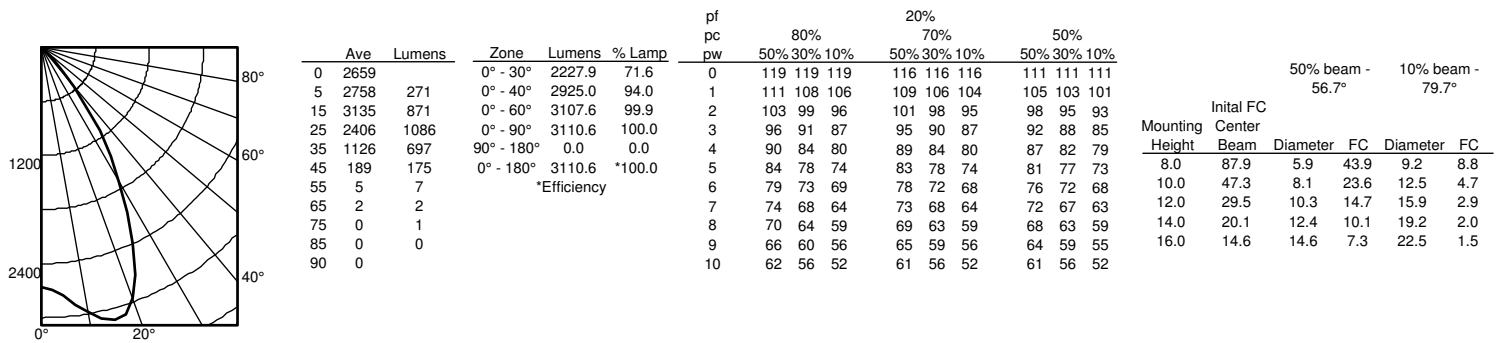 80°
60°
40°
1200
2400
0° 20°
Ave Lumens
0 2659
5 2758 271
15 3135 871
25 2406 1086
35 1126 697
45 189 175
55 5 7
65 2 2
75 0 1
85 0 0
90 0
Zone Lumens % Lamp
0° - 30° 2227.9 71.6
0° - 40° 2925.0 94.0
0° - 60° 3107.6 99.9
0° - 90° 3110.6 100.0
90° - 180° 0.0 0.0
0° - 180° 3110.6 *100.0
*Efficiency
pf 20%
pc 80% 70% 50%
pw 50% 30% 10% 50% 30% 10% 50% 30% 10%
0 119 119 119 116 116 116 111 111 111
1 111 108 106 109 106 104 105 103 101
2 103 99 96 101 98 95 98 95 93
3 96 91 87 95 90 87 92 88 85
4 90 84 80 89 84 80 87 82 79
5 84 78 74 83 78 74 81 77 73
6 79 73 69 78 72 68 76 72 68
7 74 68 64 73 68 64 72 67 63
8 70 64 59 69 63 59 68 63 59
9 66 60 56 65 59 56 64 59 55
10 62 56 52 61 56 52 61 56 52
50% beam - 10% beam -
56.7° 79.7°
Inital FC
Mounting Center
Height Beam Diameter FC Diameter FC
8.0 87.9 5.9 43.9 9.2 8.8
10.0 47.3 8.1 23.6 12.5 4.7
12.0 29.5 10.3 14.7 15.9 2.9
14.0 20.1 12.4 10.1 19.2 2.0
16.0 14.6 14.6 7.3 22.5 1.5